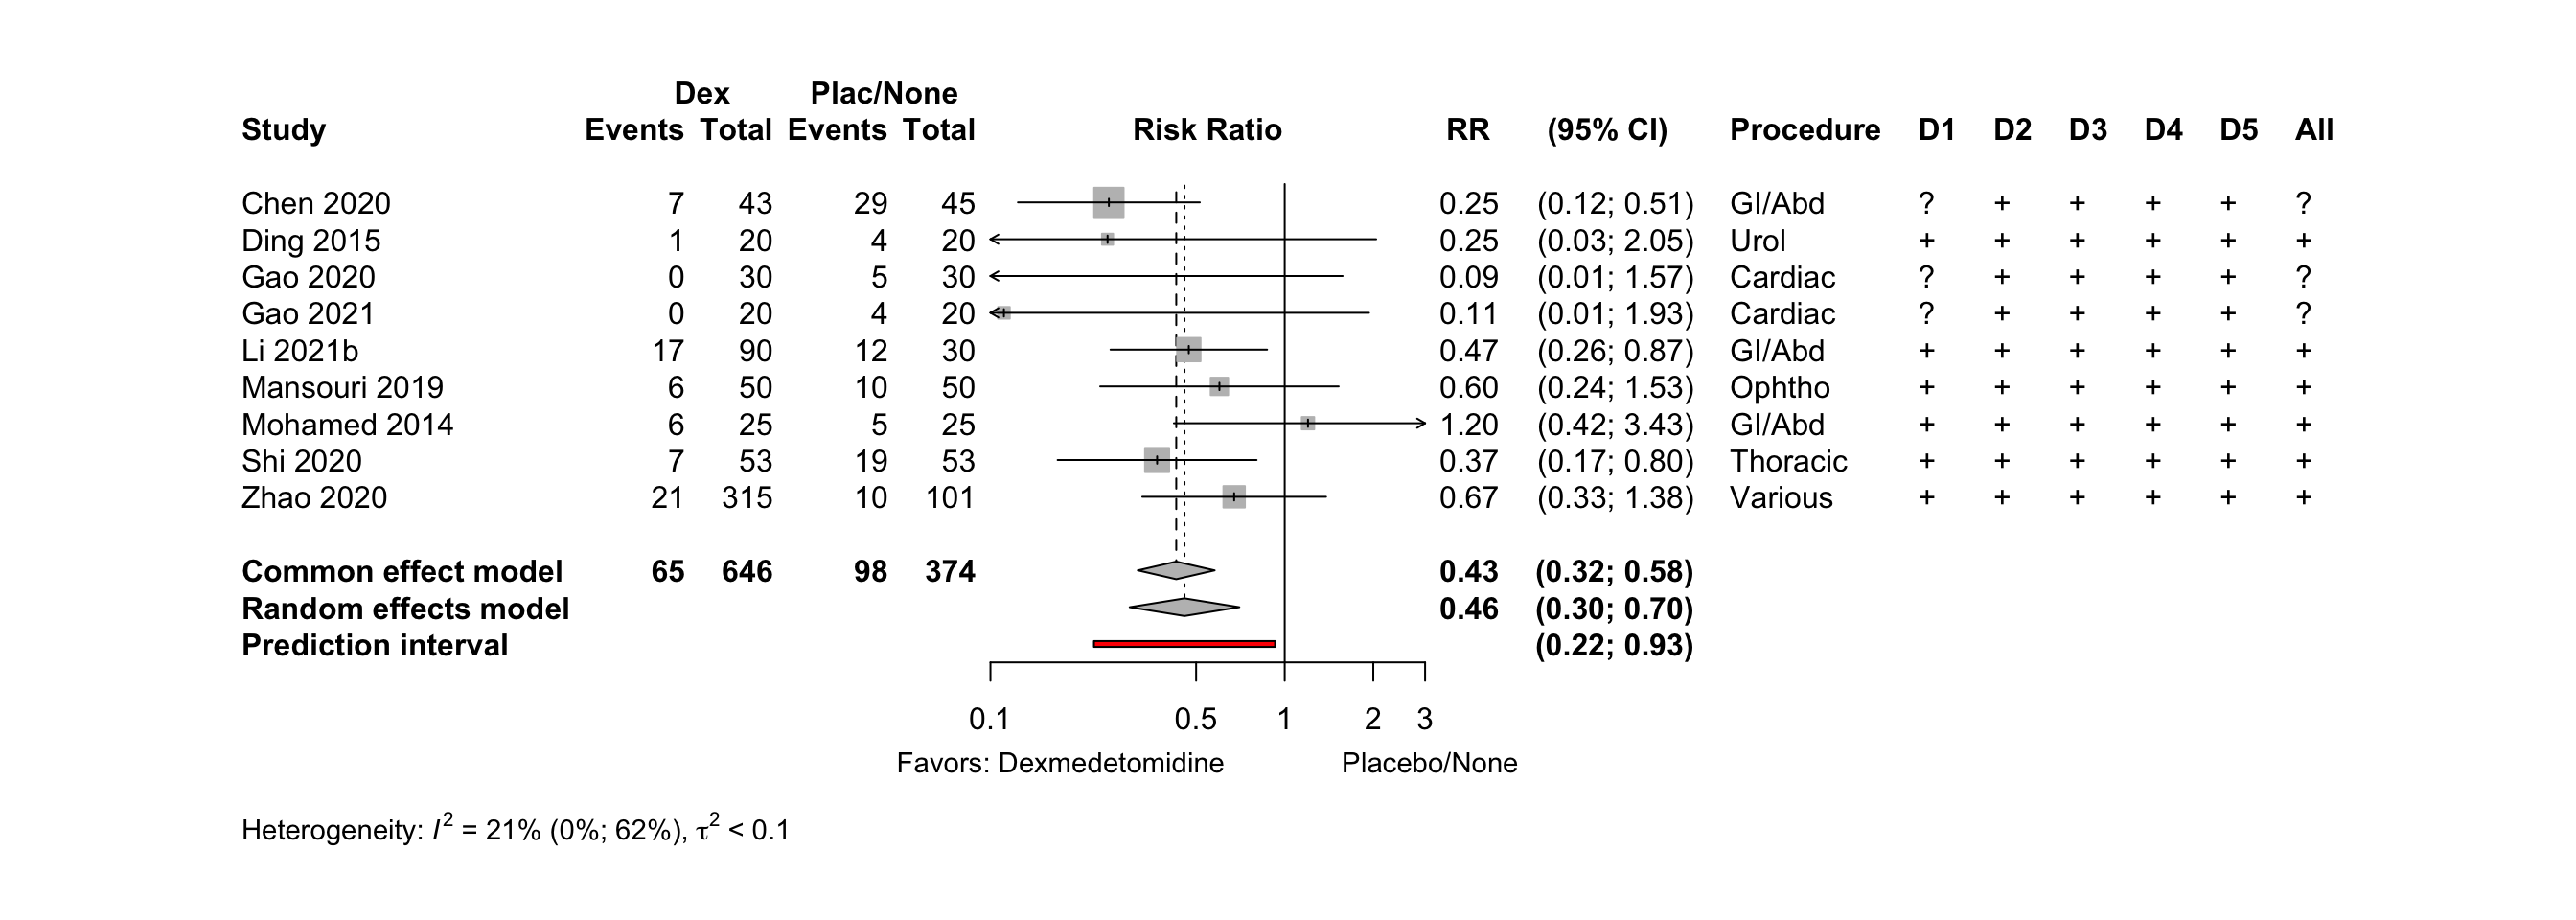 Dex Plac/None
Study Events Total Events Total Risk Ratio RR (95% CI) Procedure D1 D2 D3 D4 D5 All
Chen 2020 7 43 29 45 0.25 (0.12; 0.51) GI/Abd ? + + + + ?
Ding 2015 1 20 4 20 0.25 (0.03; 2.05) Urol + + + + + +
Gao 2020 0 30 5 30 0.09 (0.01; 1.57) Cardiac ? + + + + ?
Gao 2021 0 20 4 20 0.11 (0.01; 1.93) Cardiac ? + + + + ?
Li 2021b 17 90 12 30 0.47 (0.26; 0.87) GI/Abd + + + + + +
Mansouri 2019 6 50 10 50 0.60 (0.24; 1.53) Ophtho + + + + + +
Mohamed 2014 6 25 5 25 1.20 (0.42; 3.43) GI/Abd + + + + + +
Shi 2020 7 53 19 53 0.37 (0.17; 0.80) Thoracic + + + + + +
Zhao 2020 21 315 10 101 0.67 (0.33; 1.38) Various + + + + + +
Common effect model 65 646 98 374 0.43 (0.32; 0.58)
Random effects model 0.46 (0.30; 0.70)
Prediction interval (0.22; 0.93)
0.1 0.5 1 2 3
Favors: Dexmedetomidine Placebo/None
Heterogeneity: I² = 21% (0%; 62%), τ² < 0.1